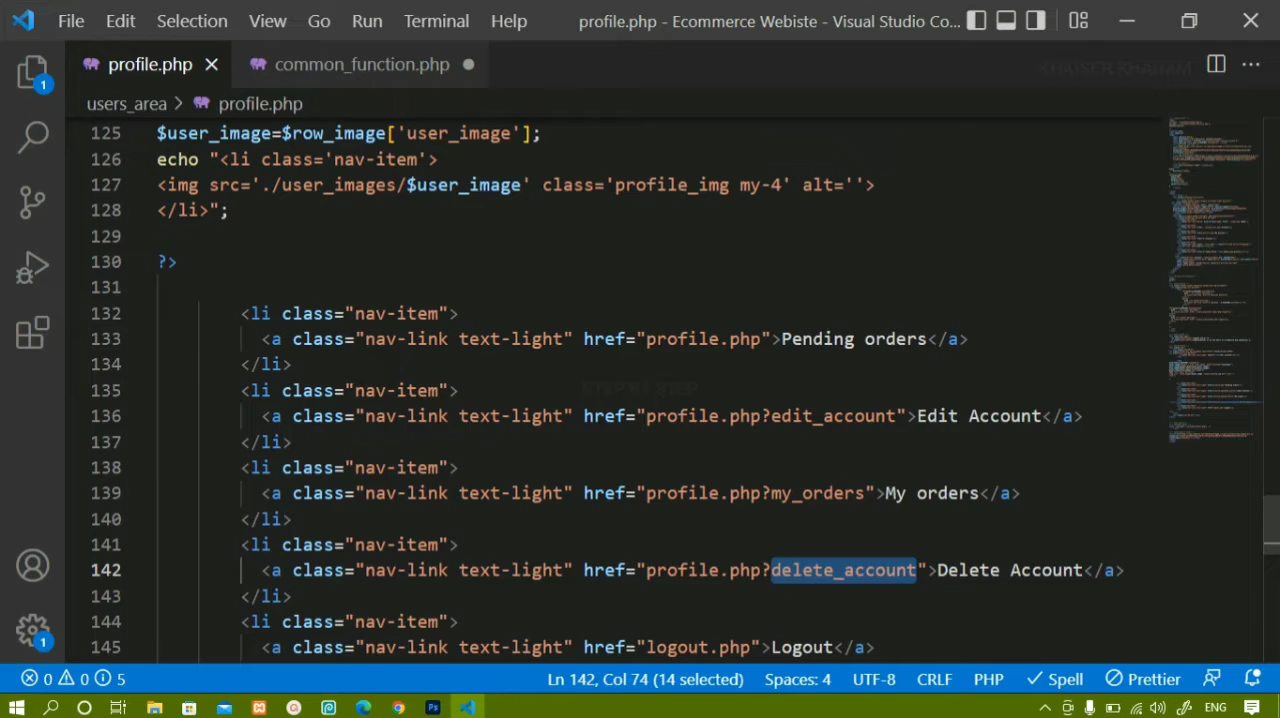 File Edit Selection View Go Run Terminal Help profile.php - Ecommerce Webiste - Visual Studio Co...
profile.php common_function.php
KHAISER KHANAM
1
users_area > profile.php
125 $user_image=$row_image['user_image'];
126 echo "<li class='nav-item'>
127 <img src='./user_images/$user_image' class='profile_img my-4' alt=''>
128 </li>";
129
130 ?>
131
132 <li class="nav-item">
133 <a class="nav-link text-light" href="profile.php">Pending orders</a>
134 </li>
STEP BY STEP
135 <li class="nav-item">
136 <a class="nav-link text-light" href="profile.php?edit_account">Edit Account</a>
137 </li>
138 <li class="nav-item">
139 <a class="nav-link text-light" href="profile.php?my_orders">My orders</a>
140 </li>
141 <li class="nav-item">
142 <a class="nav-link text-light" href="profile.php?delete_account">Delete Account</a>
143 </li>
144 <li class="nav-item">
145 <a class="nav-link text-light" href="logout.php">Logout</a>
1
0 0 5 Ln 142, Col 74 (14 selected) Spaces: 4 UTF-8 CRLF PHP Spell Prettier
Ps ENG